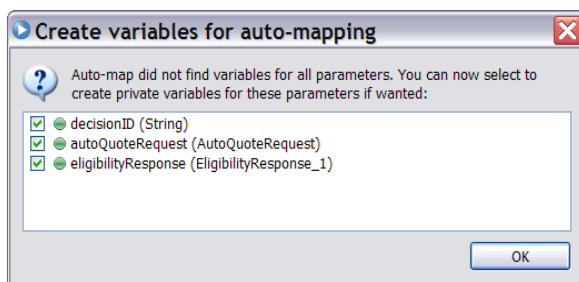 Create variables for auto-mapping
Auto-map did not find variables for all parameters. You can now select to
create private variables for these parameters if wanted:
decisionID (String)
autoQuoteRequest (AutoQuoteRequest)
eligibilityResponse (EligibilityResponse_1)
OK